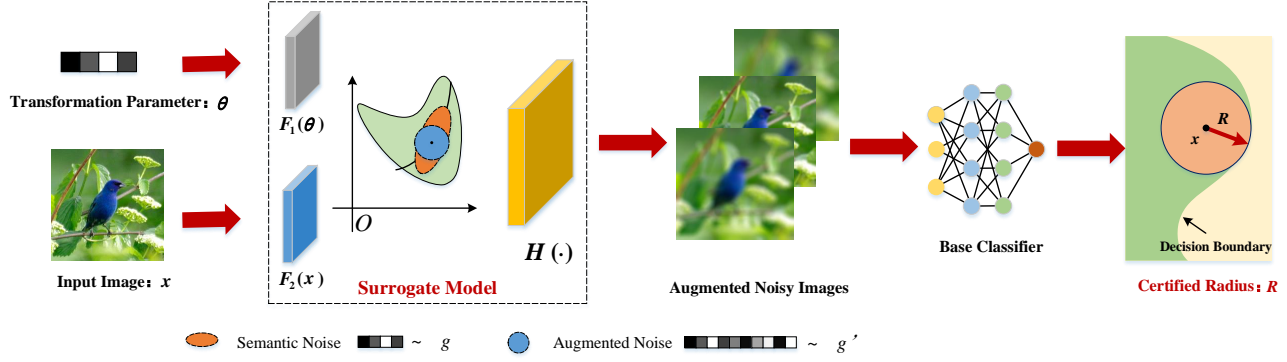 Transformation Parameter: θ
Input Image: x
F₁(θ)
F₂(x)
O
H (·)
Surrogate Model
Augmented Noisy Images
Base Classifier
R
x
Decision Boundary
Certified Radius: R
Semantic Noise ~ g
Augmented Noise ~ g′